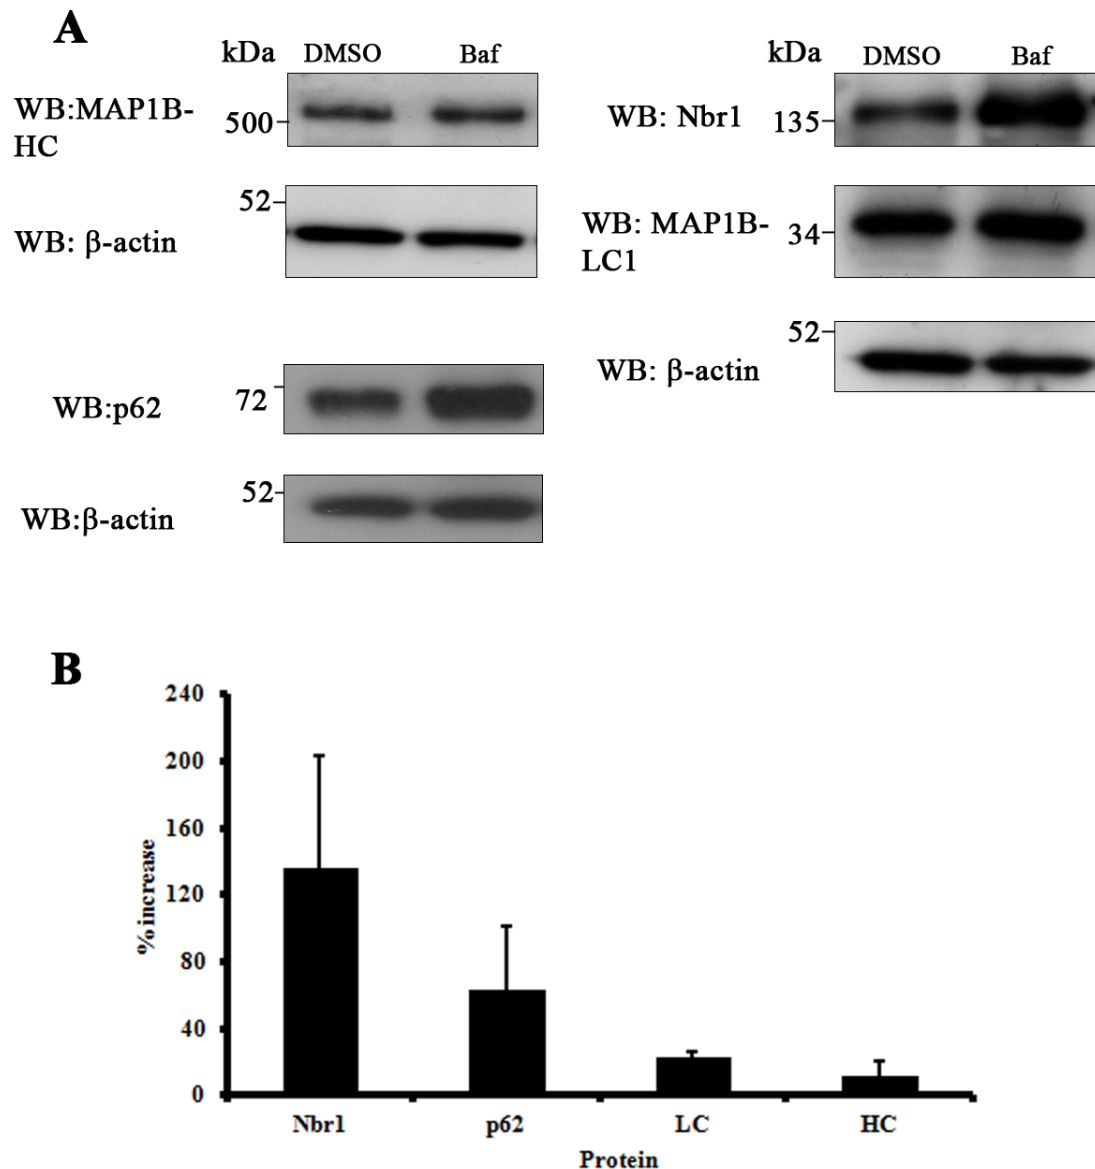 A
kDa DMSO Baf
WB:MAP1B-
HC
500
52
WB: β-actin
WB:p62
72
52
WB:β-actin
kDa DMSO Baf
WB: Nbr1
135
WB: MAP1B-
LC1
34
52
WB: β-actin
B
240
200
160
120
80
40
0
% increase
Nbr1 p62 LC HC
Protein